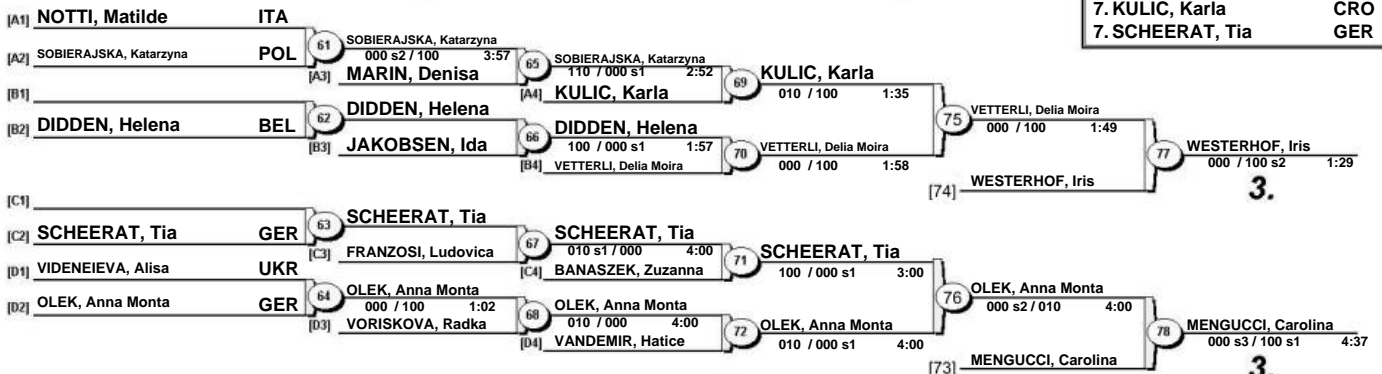 7. KULIC, Karla CRO
7. SCHEERAT, Tia GER
[A1] NOTTI, Matilde ITA
[A2] SOBIERAJSKA, Katarzyna POL
61
SOBIERAJSKA, Katarzyna
000 s2 / 100 3:57
[A3] MARIN, Denisa
65
SOBIERAJSKA, Katarzyna
110 / 000 s1 2:52
[A4] KULIC, Karla
69
KULIC, Karla
010 / 100 1:35
[B1]
[B2] DIDDEN, Helena BEL
62
DIDDEN, Helena
[B3] JAKOBSEN, Ida
66
DIDDEN, Helena
100 / 000 s1 1:57
[B4] VETTERLI, Delia Moira
70
VETTERLI, Delia Moira
000 / 100 1:58
75
VETTERLI, Delia Moira
000 / 100 1:49
[74] WESTERHOF, Iris
77
WESTERHOF, Iris
000 / 100 s2 1:29
3.
[C1]
[C2] SCHEERAT, Tia GER
63
SCHEERAT, Tia
[C3] FRANZOSI, Ludovica
67
SCHEERAT, Tia
010 s1 / 000 4:00
[C4] BANASZEK, Zuzanna
71
SCHEERAT, Tia
100 / 000 s1 3:00
[D1] VIDENEIEVA, Alisa UKR
[D2] OLEK, Anna Monta GER
64
OLEK, Anna Monta
000 / 100 1:02
[D3] VORISKOVA, Radka
68
OLEK, Anna Monta
010 / 000 4:00
[D4] VANDEMIR, Hatice
72
OLEK, Anna Monta
010 / 000 s1 4:00
76
OLEK, Anna Monta
000 s2 / 010 4:00
[73] MENGUCCI, Carolina
78
MENGUCCI, Carolina
000 s3 / 100 s1 4:37
3.